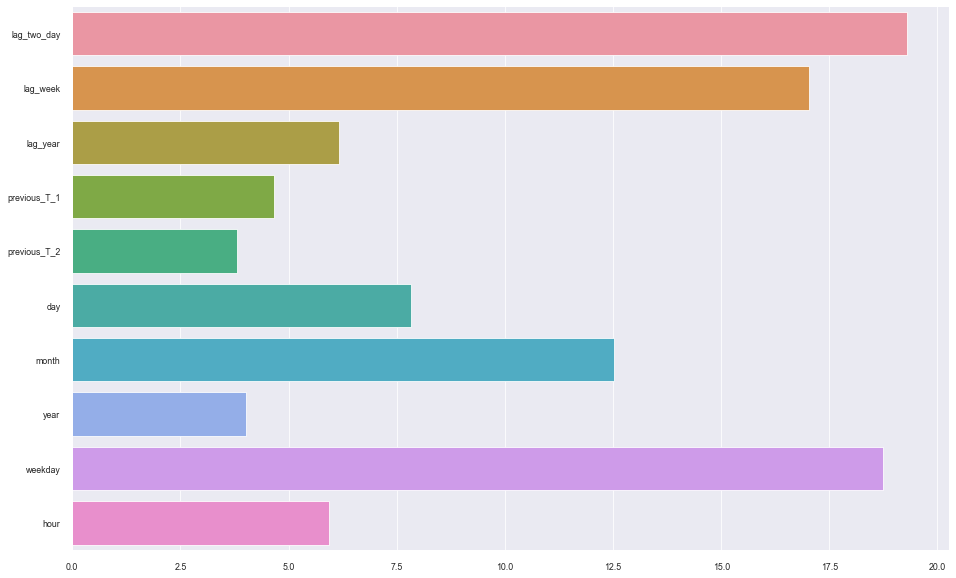 lag_two_day
lag_week
lag_year
previous_T_1
previous_T_2
day
month
year
weekday
hour
0.0 2.5 5.0 7.5 10.0 12.5 15.0 17.5 20.0